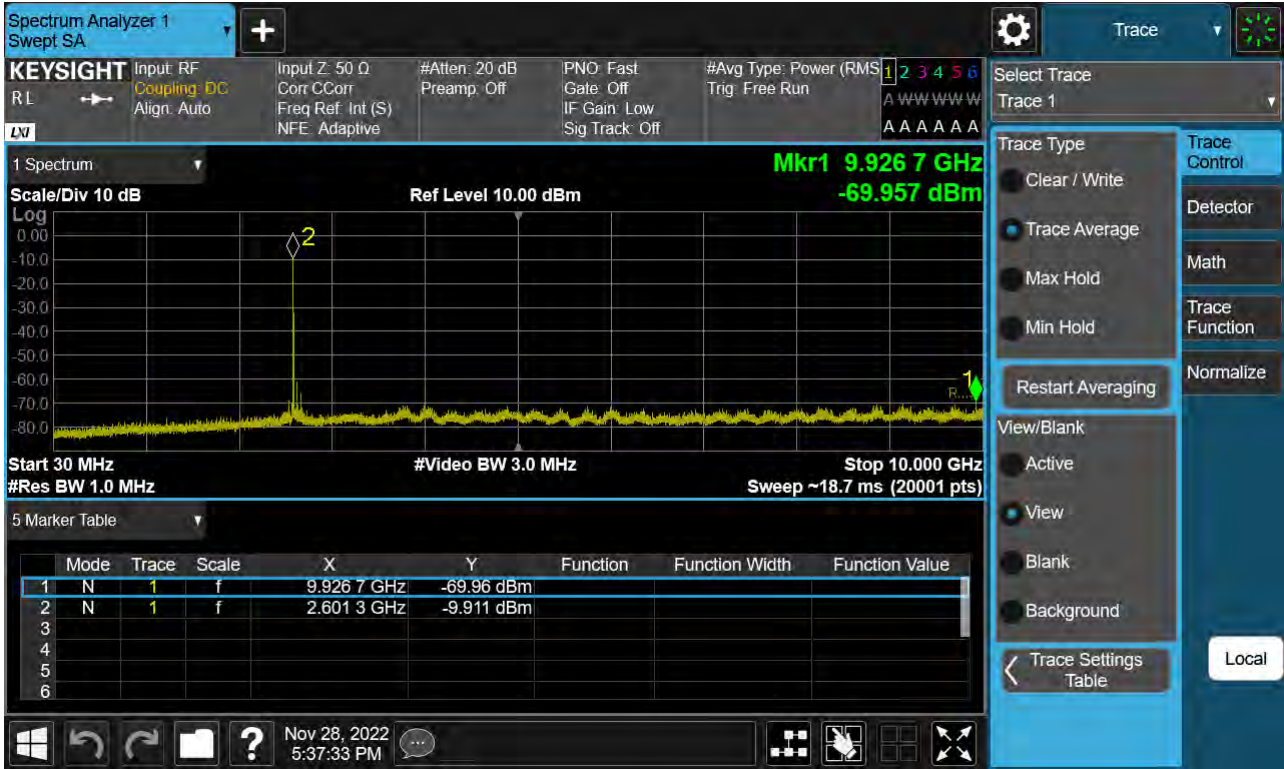 Spectrum Analyzer 1
Swept SA
+
Trace
KEYSIGHT
R L
LXI
Input: RF
Coupling: DC
Align: Auto
Input Z: 50 Ω
Corr CCorr
Freq Ref: Int (S)
NFE: Adaptive
#Atten: 20 dB
Preamp: Off
PNO: Fast
Gate: Off
IF Gain: Low
Sig Track: Off
#Avg Type: Power (RMS
Trig: Free Run
1 2 3 4 5 6
A W W W W W
A A A A A A
Select Trace
Trace 1
1 Spectrum
Mkr1 9.926 7 GHz
Scale/Div 10 dB
Ref Level 10.00 dBm
-69.957 dBm
Log
0.00
-10.0
-20.0
-30.0
-40.0
-50.0
-60.0
-70.0
-80.0
2
1
R...
Start 30 MHz
#Video BW 3.0 MHz
Stop 10.000 GHz
#Res BW 1.0 MHz
Sweep ~18.7 ms (20001 pts)
5 Marker Table
Mode Trace Scale X Y Function Function Width Function Value
1 N 1 f 9.926 7 GHz -69.96 dBm
2 N 1 f 2.601 3 GHz -9.911 dBm
3
4
5
6
Trace Type
Clear / Write
Trace Average
Max Hold
Min Hold
Restart Averaging
View/Blank
Active
View
Blank
Background
Trace Settings
Table
Trace
Control
Detector
Math
Trace
Function
Normalize
Local
?
Nov 28, 2022
5:37:33 PM